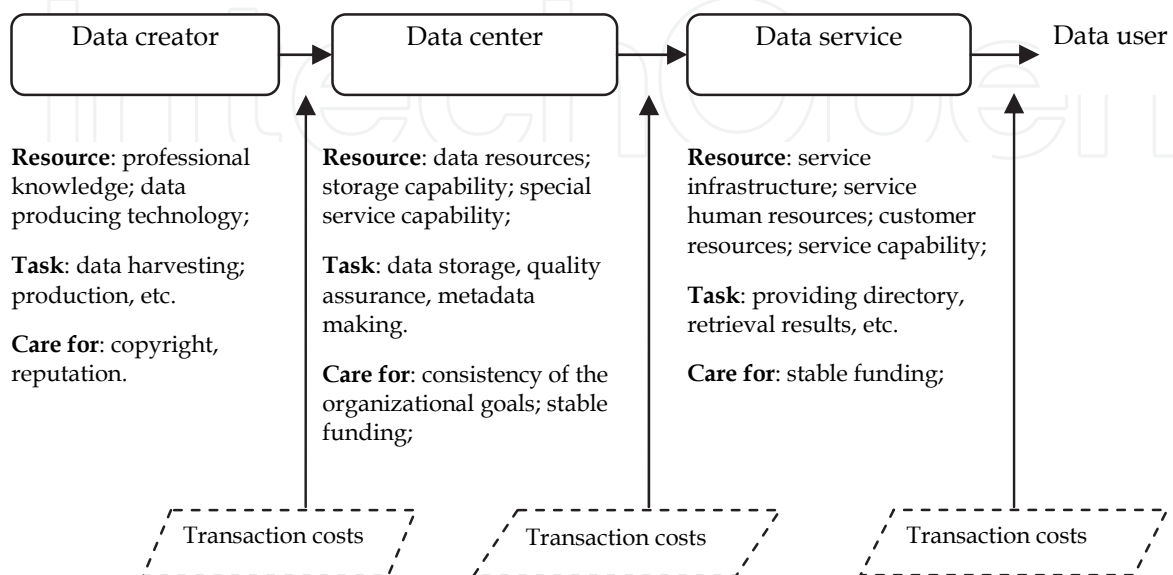 Data creator
Data center
Data service
Data user
Resource: professional
knowledge; data
producing technology;
Task: data harvesting;
production, etc.
Care for: copyright,
reputation.
Resource: data resources;
storage capability; special
service capability;
Task: data storage, quality
assurance, metadata
making.
Care for: consistency of the
organizational goals; stable
funding;
Resource: service
infrastructure; service
human resources; customer
resources; service capability;
Task: providing directory,
retrieval results, etc.
Care for: stable funding;
Transaction costs
Transaction costs
Transaction costs
intechOpen